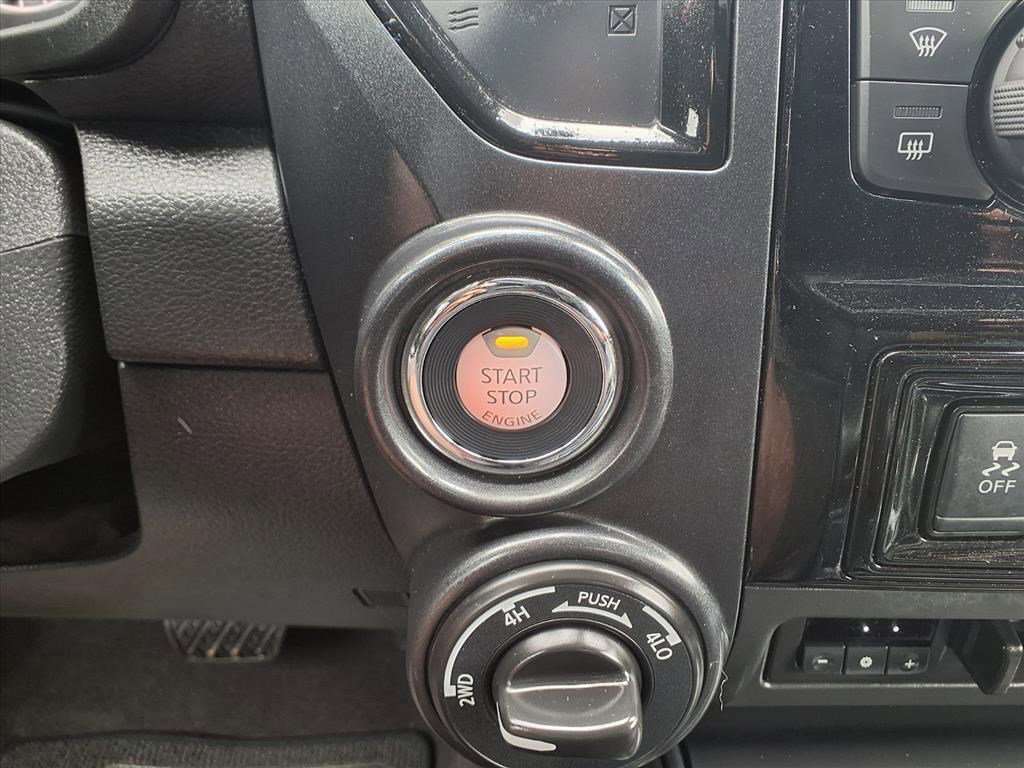 START
STOP
ENGINE
OFF
2WD
4H
PUSH
4LO